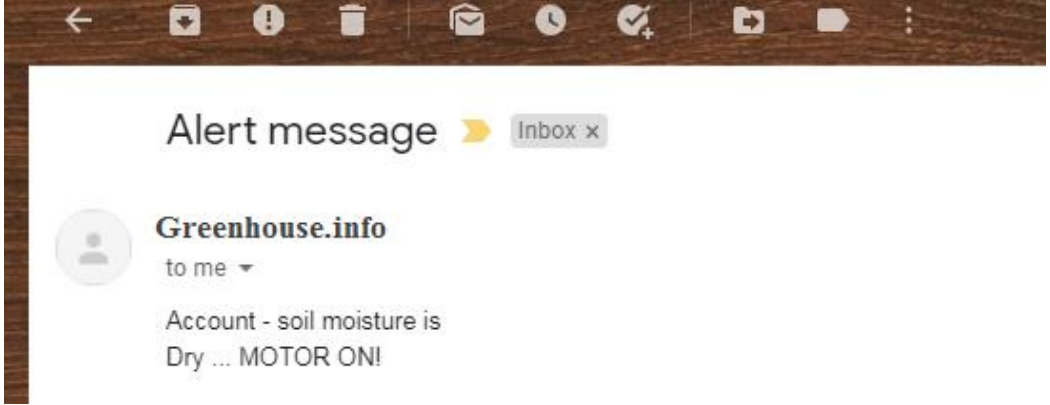 Alert message
Inbox x
Greenhouse.info
to me
Account - soil moisture is
Dry ... MOTOR ON!